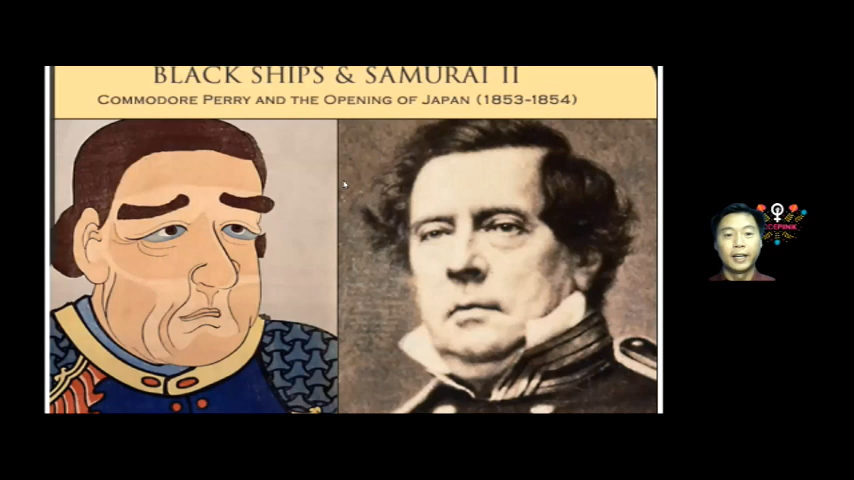 BLACK SHIPS & SAMURAI II
COMMODORE PERRY AND THE OPENING OF JAPAN (1853-1854)